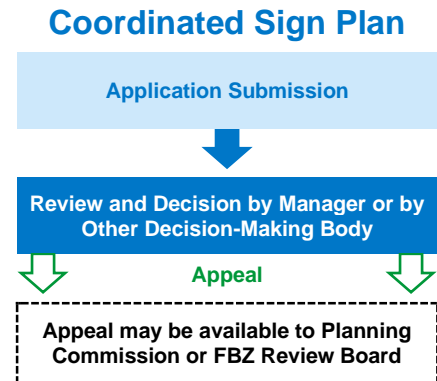 Coordinated Sign Plan
Application Submission
Review and Decision by Manager or by
Other Decision-Making Body
Appeal
Appeal may be available to Planning
Commission or FBZ Review Board